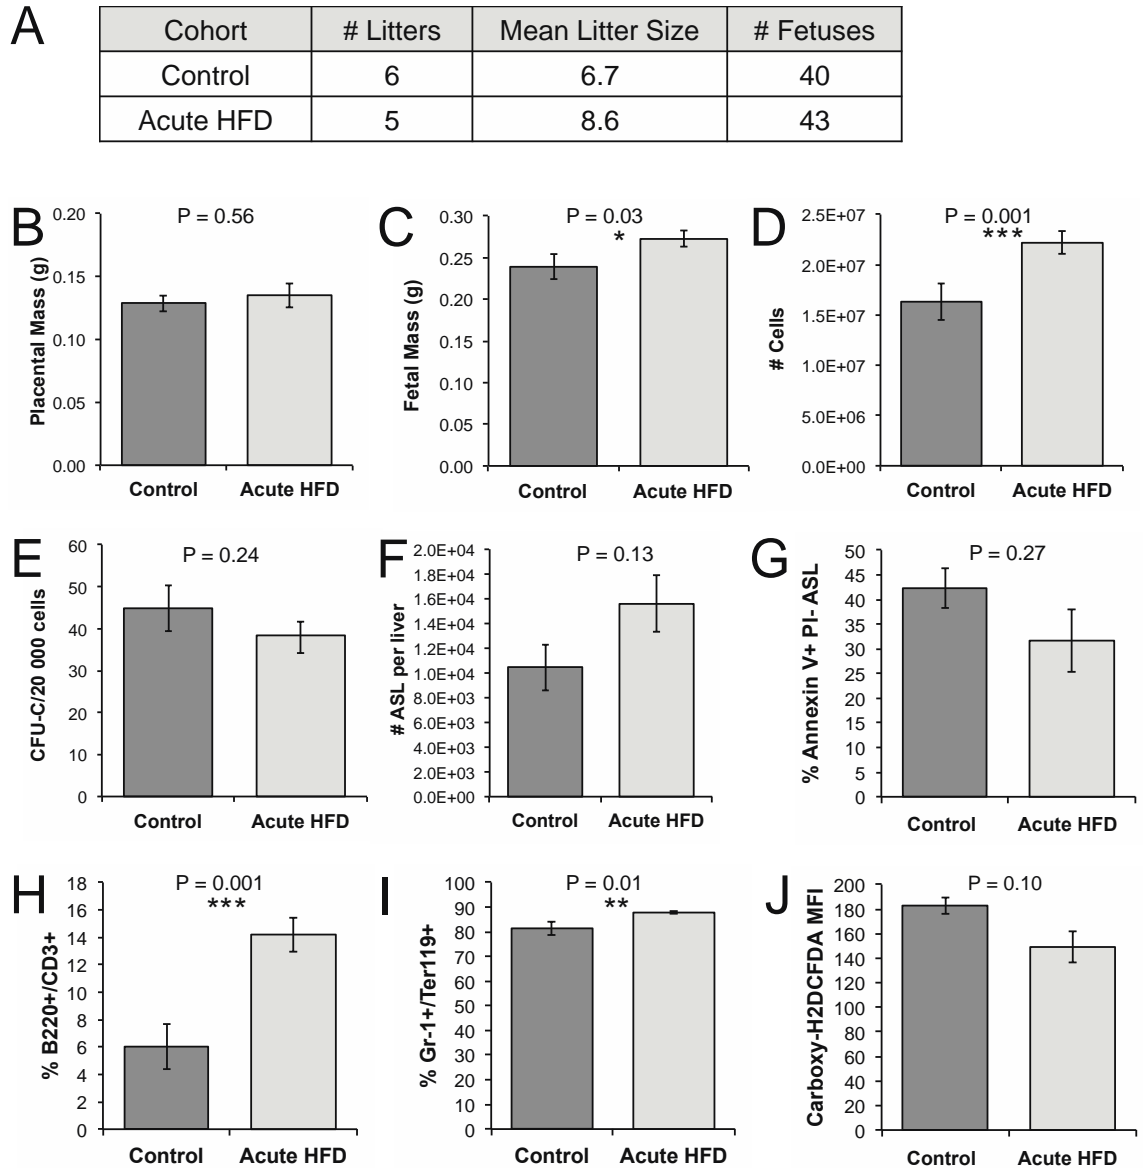 A
Cohort # Litters Mean Litter Size # Fetuses
Control 6 6.7 40
Acute HFD 5 8.6 43
B
P = 0.56
Placental Mass (g)
0.20
0.15
0.10
0.05
0.00
Control Acute HFD
C
P = 0.03
*
Fetal Mass (g)
0.30
0.25
0.20
0.15
0.10
0.05
0.00
Control Acute HFD
D
P = 0.001
***
# Cells
2.5E+07
2.0E+07
1.5E+07
1.0E+07
5.0E+06
0.0E+00
Control Acute HFD
E
P = 0.24
CFU-C/20 000 cells
60
50
40
30
20
10
0
Control Acute HFD
F
P = 0.13
# ASL per liver
2.0E+04
1.8E+04
1.6E+04
1.4E+04
1.2E+04
1.0E+04
8.0E+03
6.0E+03
4.0E+03
2.0E+03
0.0E+00
Control Acute HFD
G
P = 0.27
% Annexin V+ PI- ASL
50
45
40
35
30
25
20
15
10
5
0
Control Acute HFD
H
P = 0.001
***
% B220+/CD3+
18
16
14
12
10
8
6
4
2
0
Control Acute HFD
I
P = 0.01
**
% Gr-1+/Ter119+
100
90
80
70
60
50
40
30
20
10
0
Control Acute HFD
J
P = 0.10
Carboxy-H2DCFDA MFI
200
180
160
140
120
100
80
60
40
20
0
Control Acute HFD